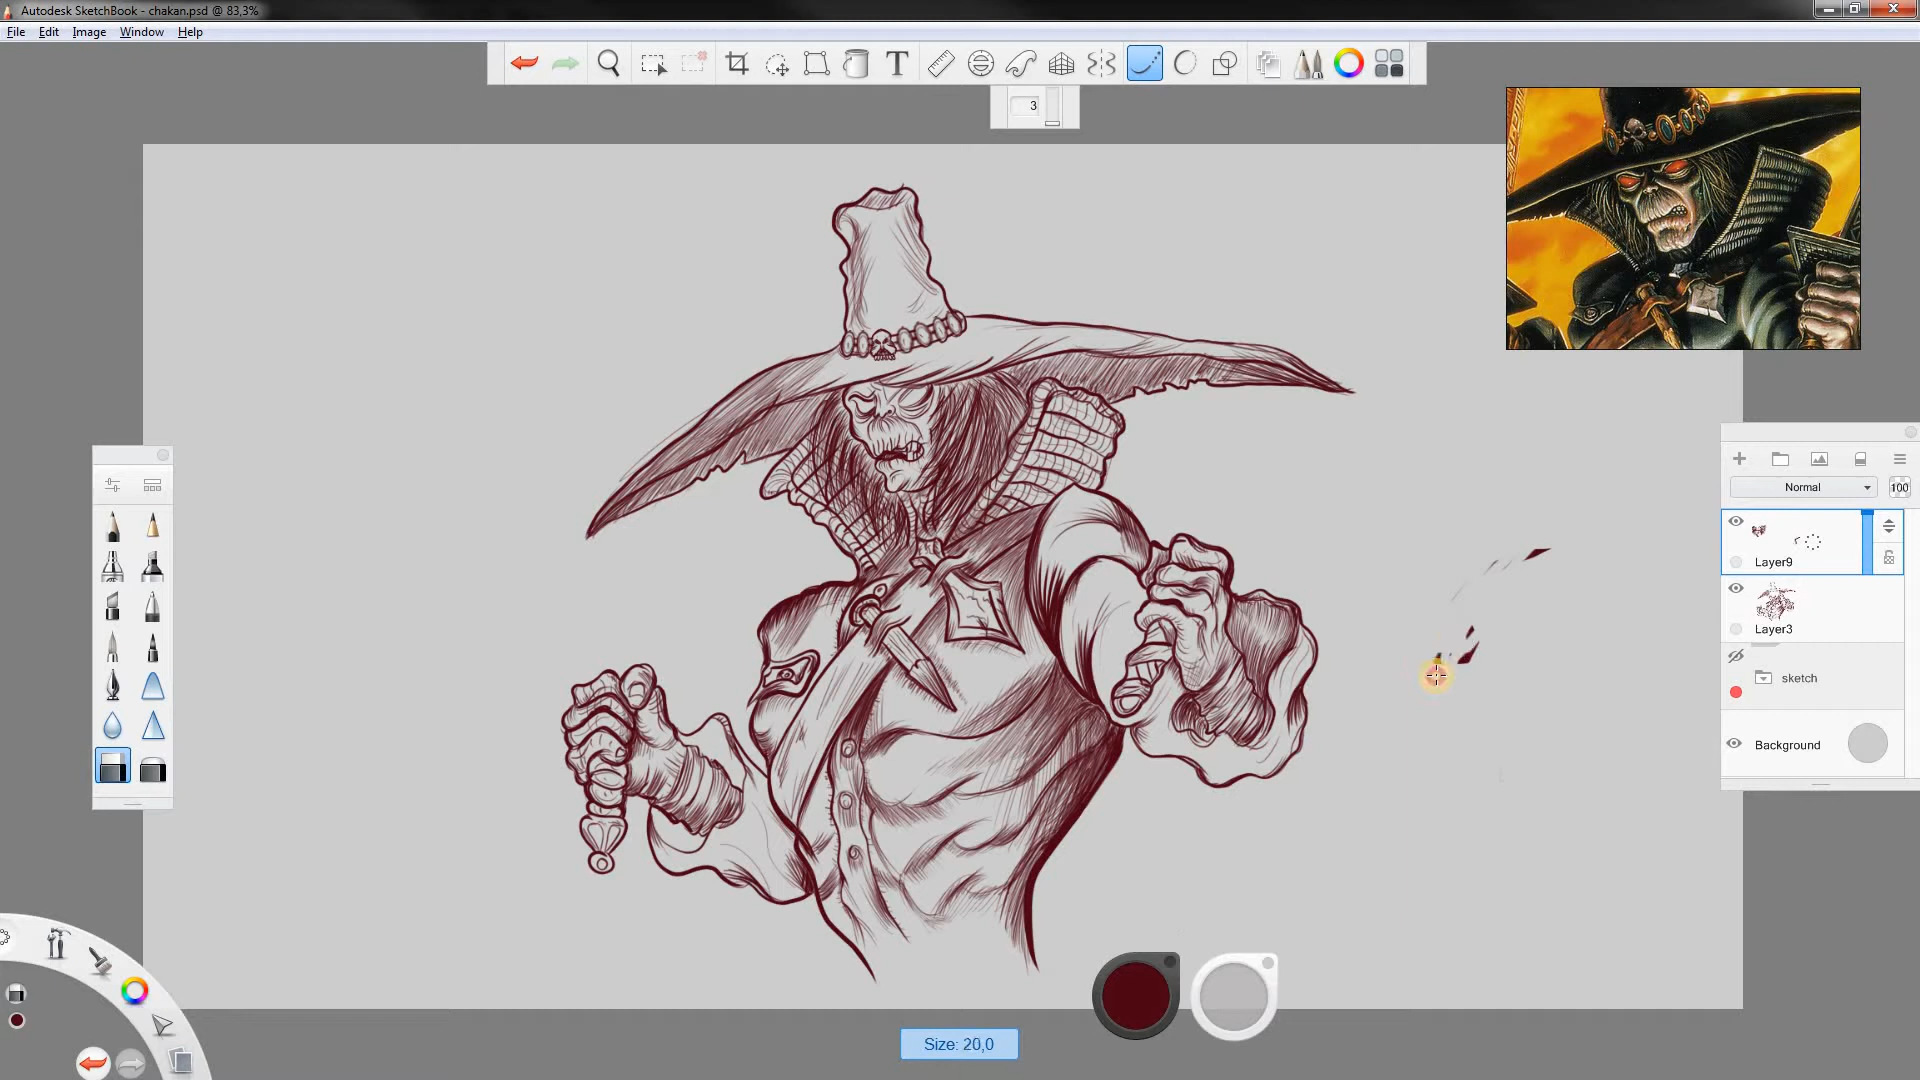 Autodesk SketchBook - chakan.psd @ 83,3%
File Edit Image Window Help
T
3
Normal
100
Layer9
Layer3
sketch
Background
Size: 20,0